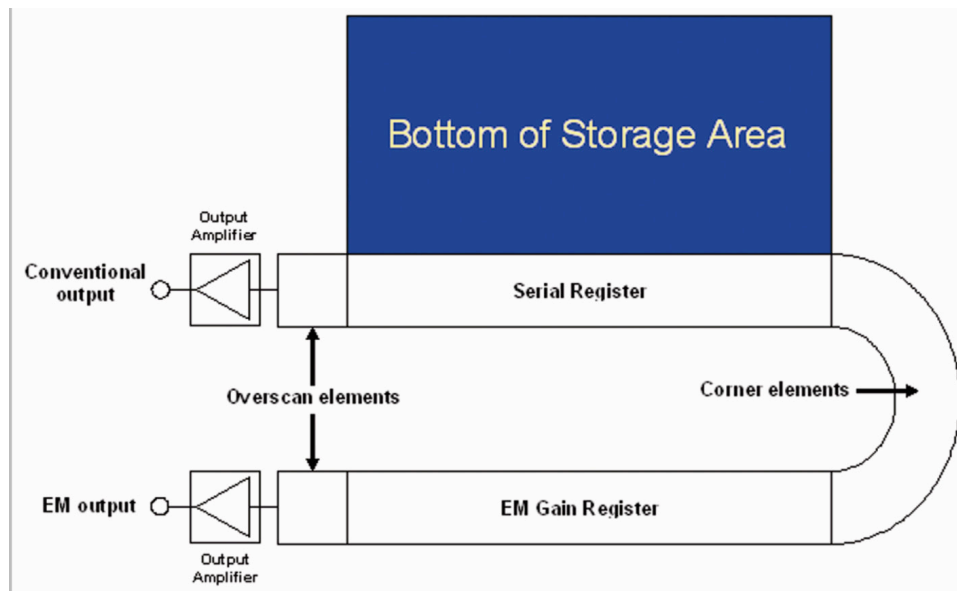 Bottom of Storage Area
Output
Amplifier
Conventional
output
Serial Register
Overscan elements
Corner elements
EM output
EM Gain Register
Output
Amplifier